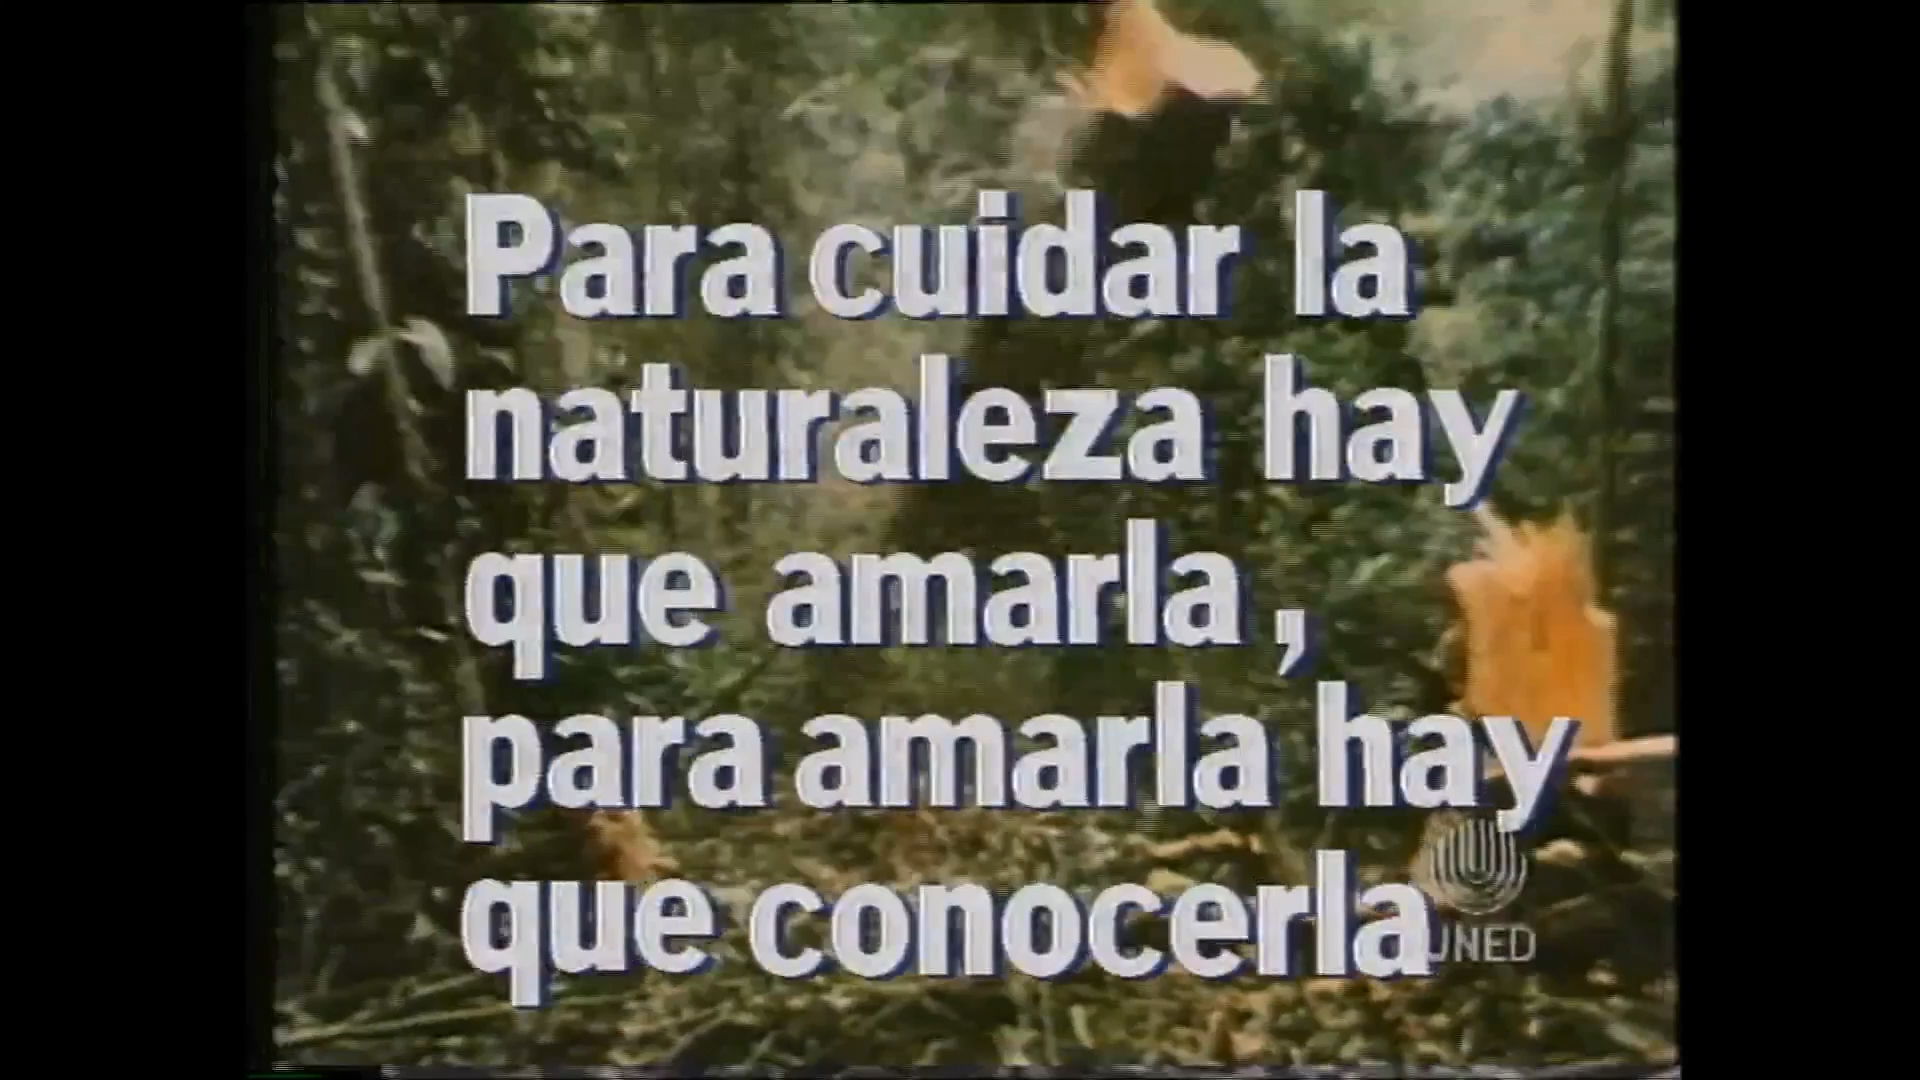 Para cuidar la
naturaleza hay
que amarla,
para amarla hay
que conocerla
UNED